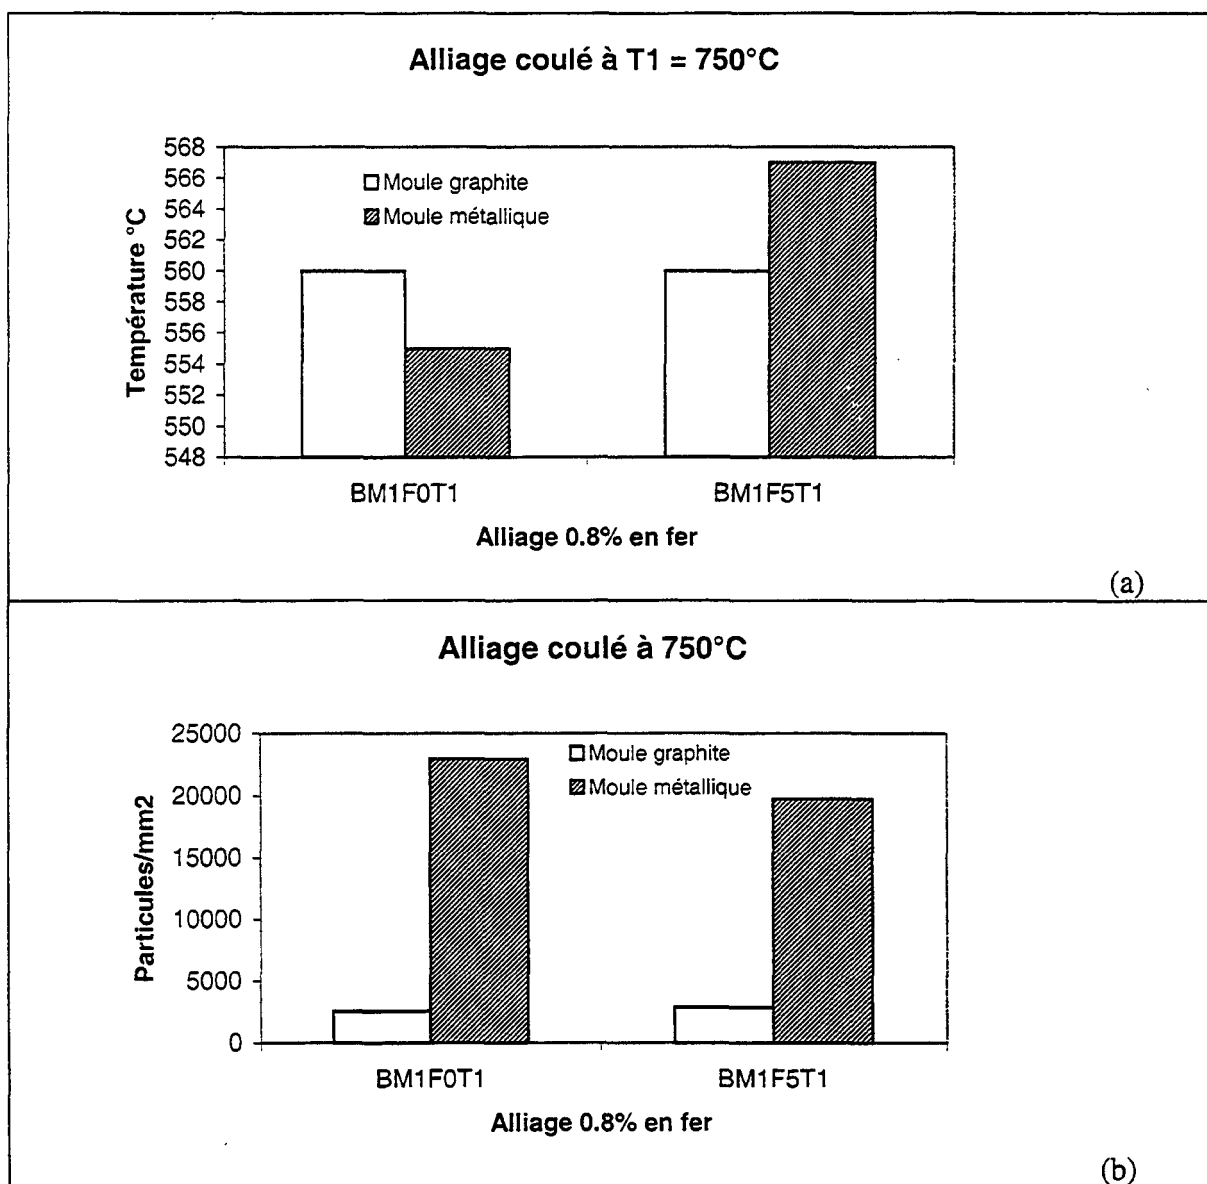 Alliage coulé à T1 = 750°C
Température °C
568
566
564
562
560
558
556
554
552
550
548
Moule graphite
Moule métallique
BM1F0T1
BM1F5T1
Alliage 0.8% en fer
(a)
Alliage coulé à 750°C
Particules/mm2
25000
20000
15000
10000
5000
0
Moule graphite
Moule métallique
BM1F0T1
BM1F5T1
Alliage 0.8% en fer
(b)